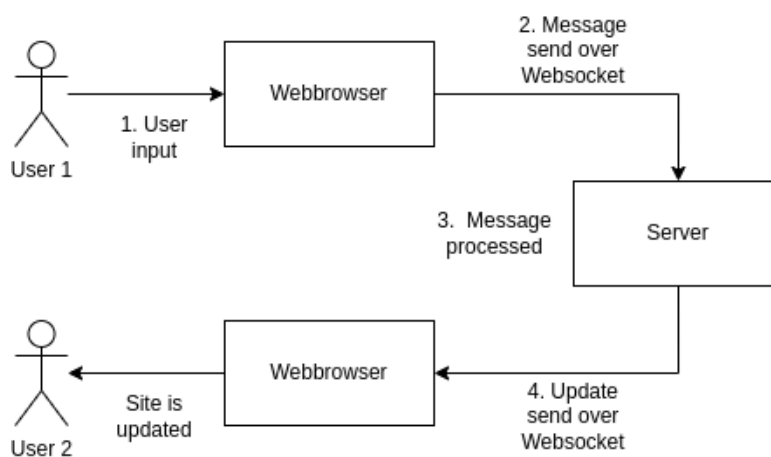 2. Message
send over
Websocket
Webbrowser
1. User
input
User 1
3. Message
processed
Server
Webbrowser
Site is
updated
4. Update
send over
Websocket
User 2